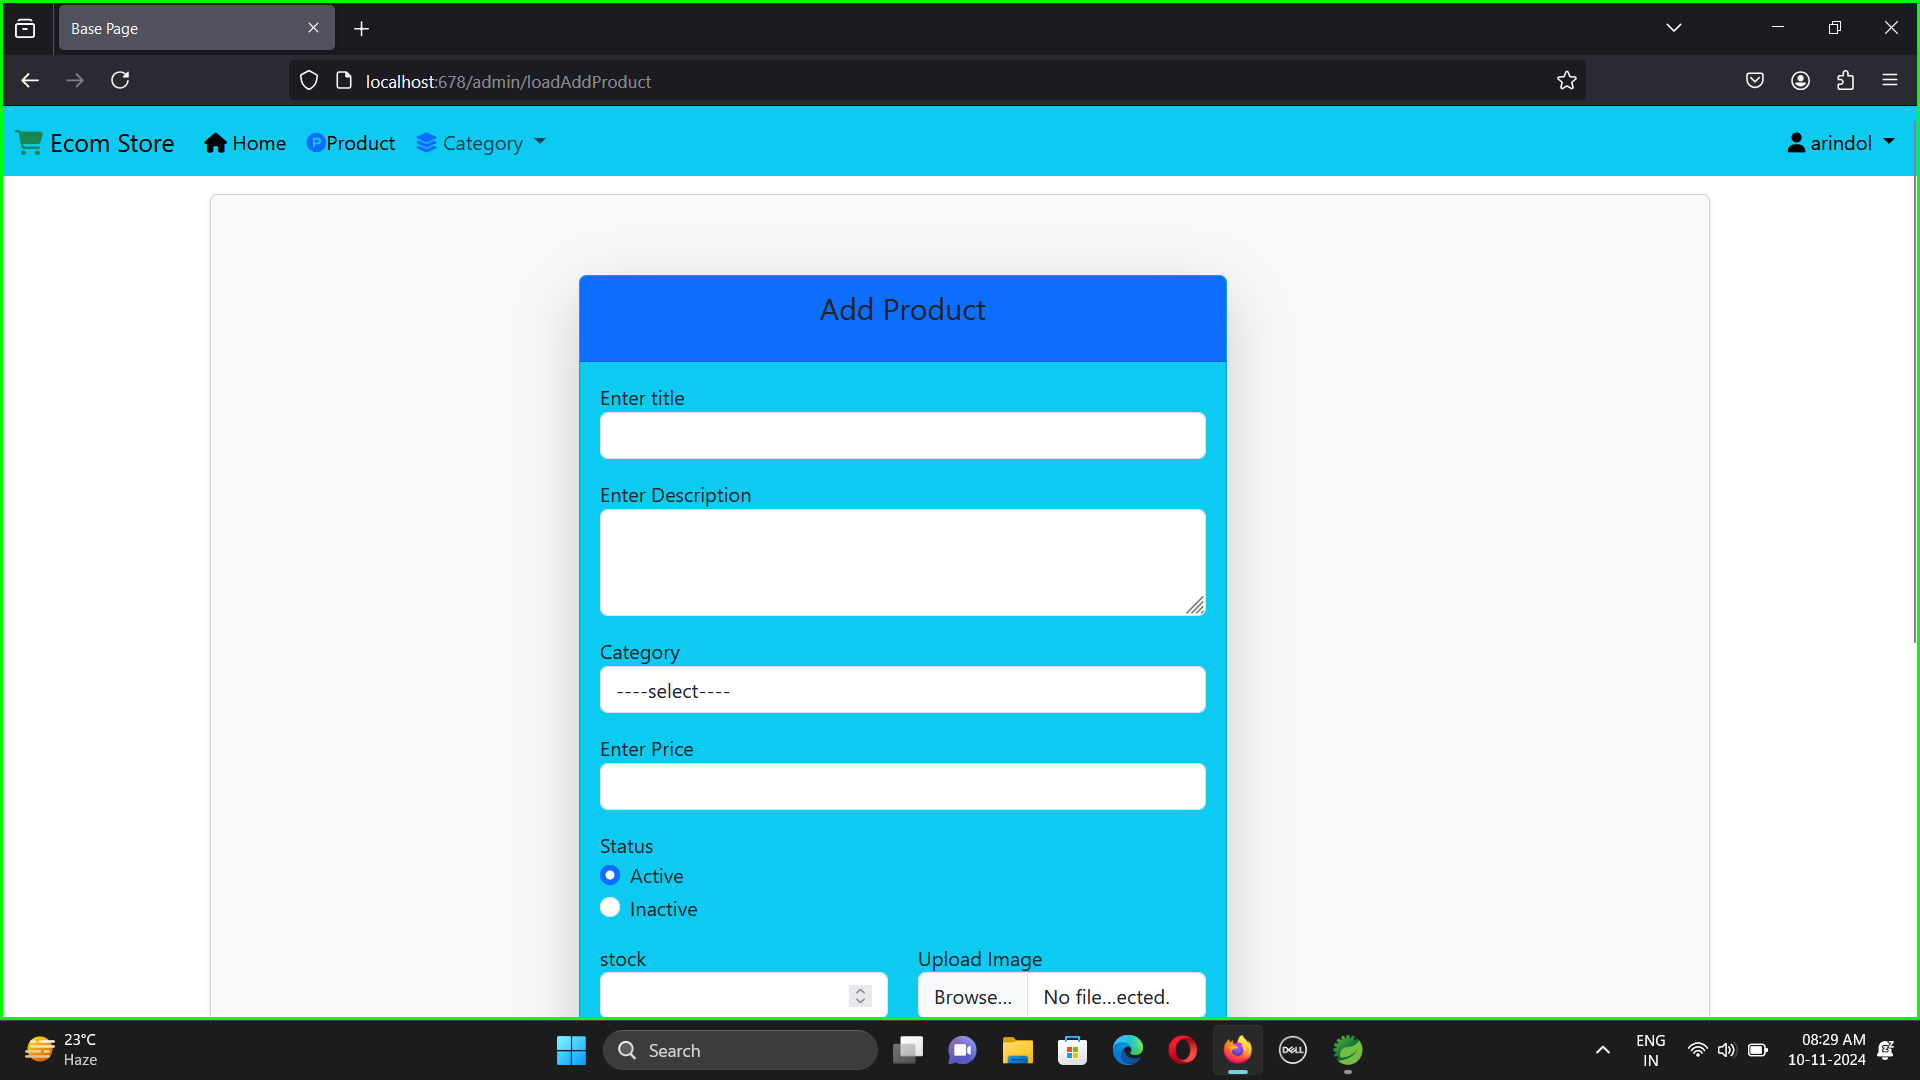 Base Page
localhost:678/admin/loadAddProduct
Ecom Store Home Product Category arindol
Add Product
Enter title
Enter Description
Category
----select----
Enter Price
Status
Active
Inactive
stock Upload Image
Browse... No file...ected.
23°C
Haze
Search
DELL
ENG
IN
08:29 AM
10-11-2024